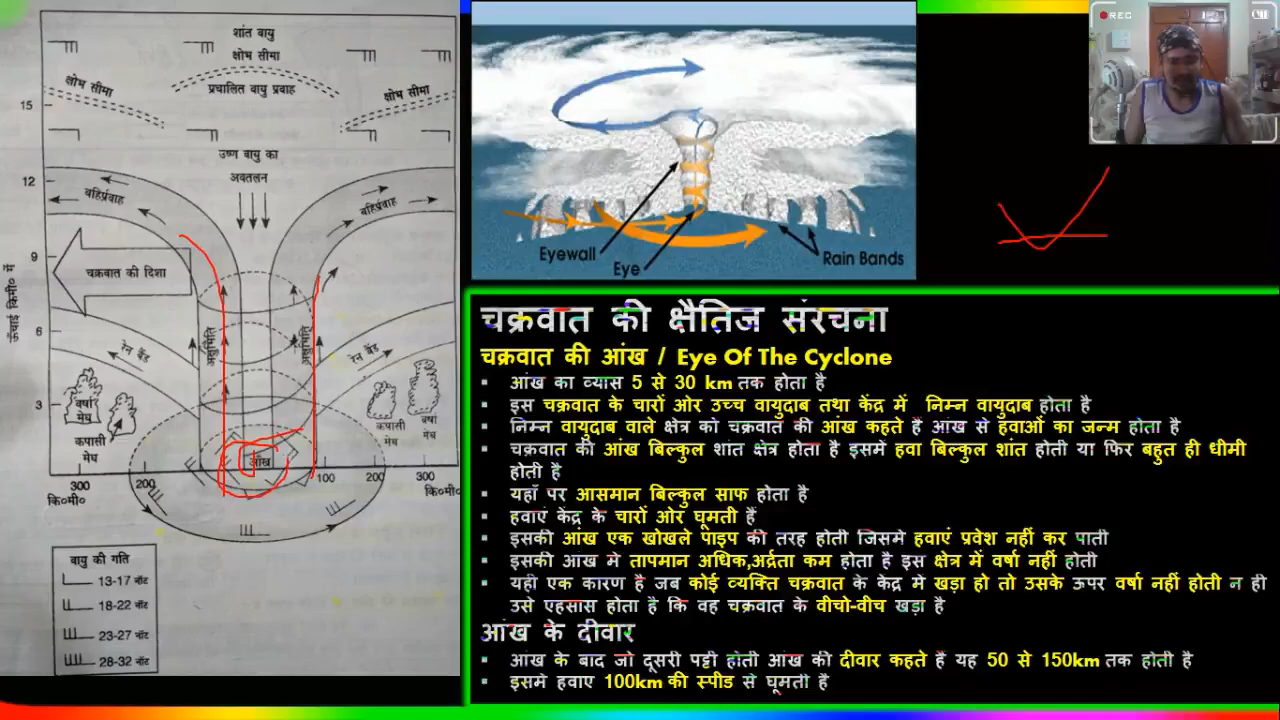 शांत वायु
क्षोभ सीमा
प्रचालित वायु प्रवाह
क्षोभ सीमा
क्षोभ सीमा
15
उष्ण वायु का
अवतलन
12
बहिर्प्रवाह
बहिर्प्रवाह
9
चक्रवात की दिशा
ऊँचाई किमी० में
6
रेन बैंड
रेन बैंड
3
वर्षा
मेघ
कपासी
मेघ
कपासी
मेघ
वर्षा
मेघ
आँख
300
200
100
200
300
कि०मी०
कि०मी०
वायु की गति
13-17 नॉट
18-22 नॉट
23-27 नॉट
28-32 नॉट
Eyewall
Eye
Rain Bands
REC
चक्रवात की क्षैतिज संरचना
चक्रवात की आंख / Eye Of The Cyclone
▪ आंख का व्यास 5 से 30 km तक होता है
▪ इस चक्रवात के चारों ओर उच्च वायुदाब तथा केंद्र में निम्न वायुदाब होता है
▪ निम्न वायुदाब वाले क्षेत्र को चक्रवात की आंख कहते हैं आंख से हवाओं का जन्म होता है
▪ चक्रवात की आंख बिल्कुल शांत क्षेत्र होता है इसमें हवा बिल्कुल शांत होती या फिर बहुत ही धीमी
होती है
▪ यहाँ पर आसमान बिल्कुल साफ होता है
▪ हवाएं केंद्र के चारों ओर घूमती हैं
▪ इसकी आंख एक खोखले पाइप की तरह होती जिसमे हवाएं प्रवेश नहीं कर पाती
▪ इसकी आंख मे तापमान अधिक,अर्द्रता कम होता है इस क्षेत्र में वर्षा नहीं होती
▪ यही एक कारण है जब कोई व्यक्ति चक्रवात के केंद्र में खड़ा हो तो उसके ऊपर वर्षा नहीं होती न ही
उसे एहसास होता है कि वह चक्रवात के वीचो-वीच खड़ा है
आंख के दीवार
▪ आंख के बाद जो दूसरी पट्टी होती आंख की दीवार कहते हैं यह 50 से 150km तक होती है
▪ इसमे हवाए 100km की स्पीड से घूमती हैं